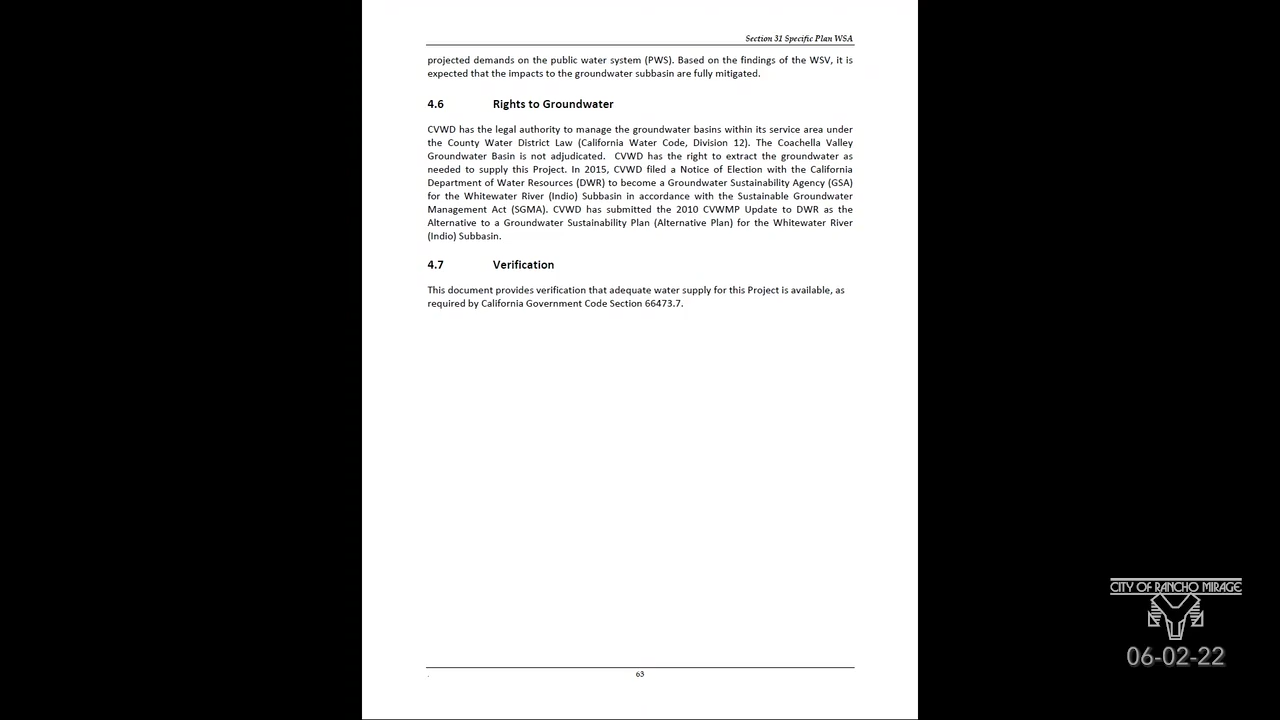 Section 31 Specific Plan WSA
projected demands on the public water system (PWS). Based on the findings of the WSV, it is
expected that the impacts to the groundwater subbasin are fully mitigated.
4.6 Rights to Groundwater
CVWD has the legal authority to manage the groundwater basins within its service area under
the County Water District Law (California Water Code, Division 12). The Coachella Valley
Groundwater Basin is not adjudicated. CVWD has the right to extract the groundwater as
needed to supply this Project. In 2015, CVWD filed a Notice of Election with the California
Department of Water Resources (DWR) to become a Groundwater Sustainability Agency (GSA)
for the Whitewater River (Indio) Subbasin in accordance with the Sustainable Groundwater
Management Act (SGMA). CVWD has submitted the 2010 CVWMP Update to DWR as the
Alternative to a Groundwater Sustainability Plan (Alternative Plan) for the Whitewater River
(Indio) Subbasin.
4.7 Verification
This document provides verification that adequate water supply for this Project is available, as
required by California Government Code Section 66473.7.
63
CITY OF RANCHO MIRAGE
06-02-22